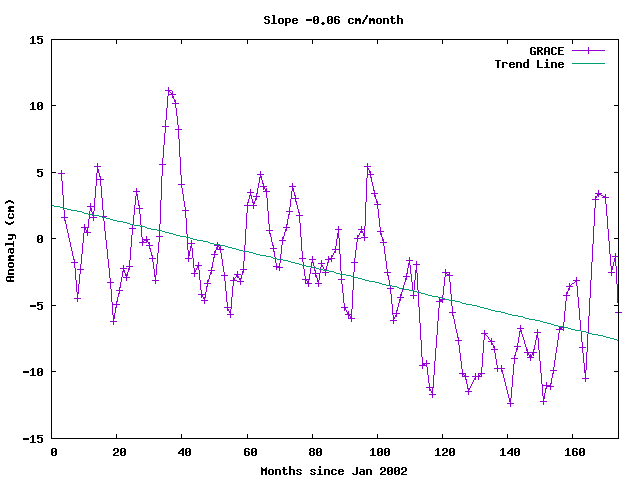 Slope -0.06 cm/month
GRACE
Trend Line
15
10
5
0
-5
-10
-15
Anomaly (cm)
0 20 40 60 80 100 120 140 160
Months since Jan 2002